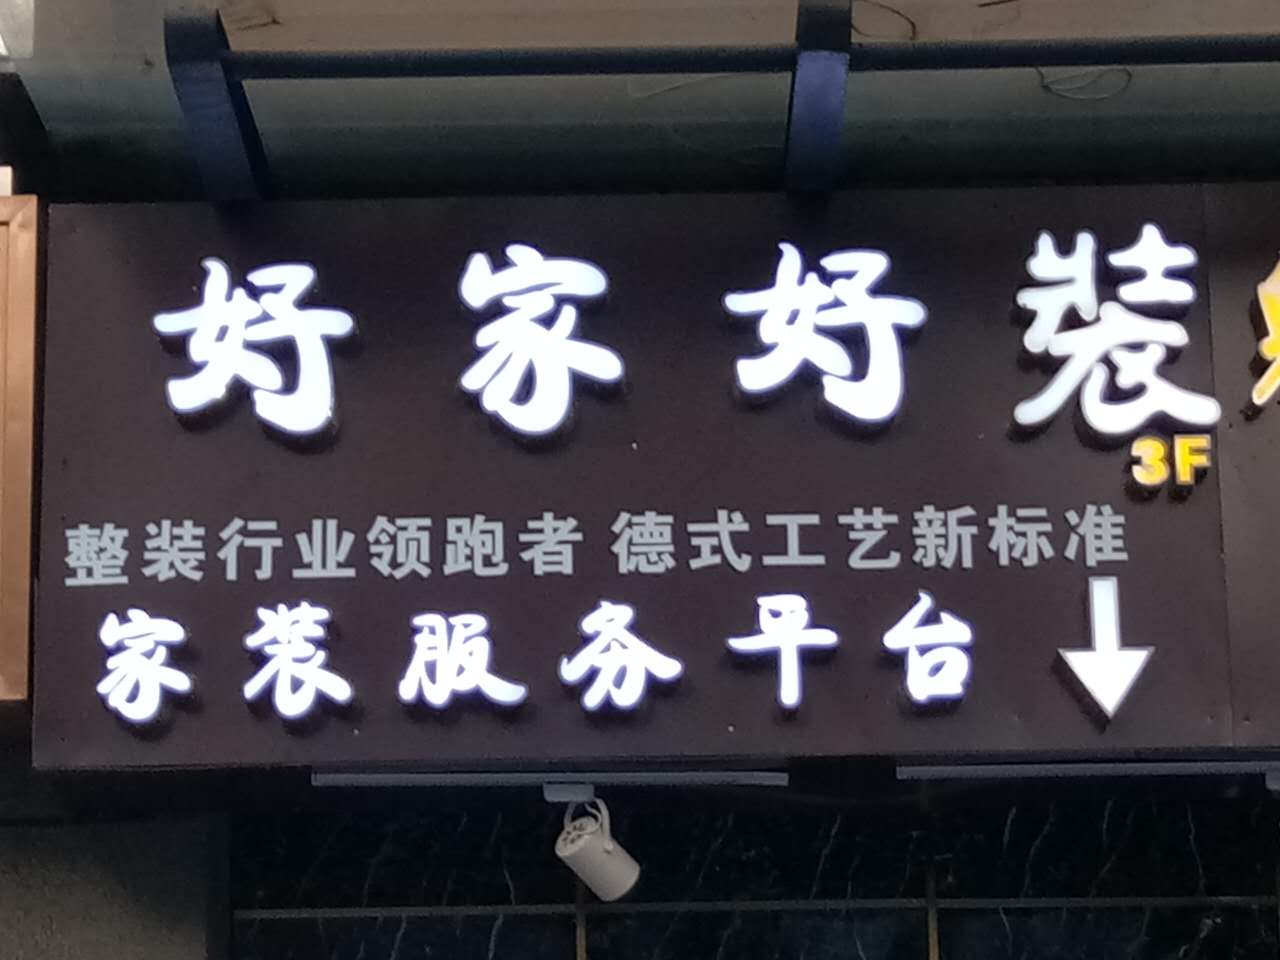 好家好装
3F
整装行业领跑者 德式工艺新标准
家装服务平台